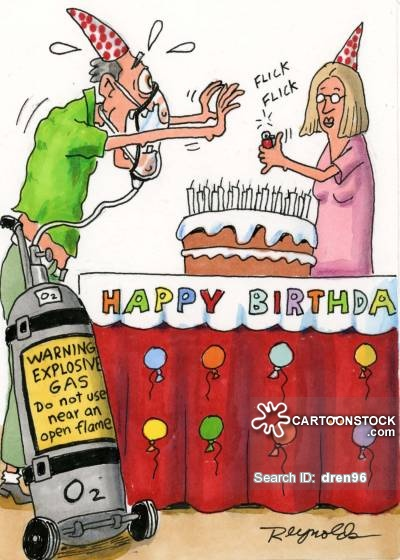 FLICK
FLICK
HAPPY BIRTHDA
O2
WARNING
EXPLOSIVE
GAS
Do not use
near an
open flame
O2
CARTOONSTOCK
.com
Search ID: dren96
Reynolds